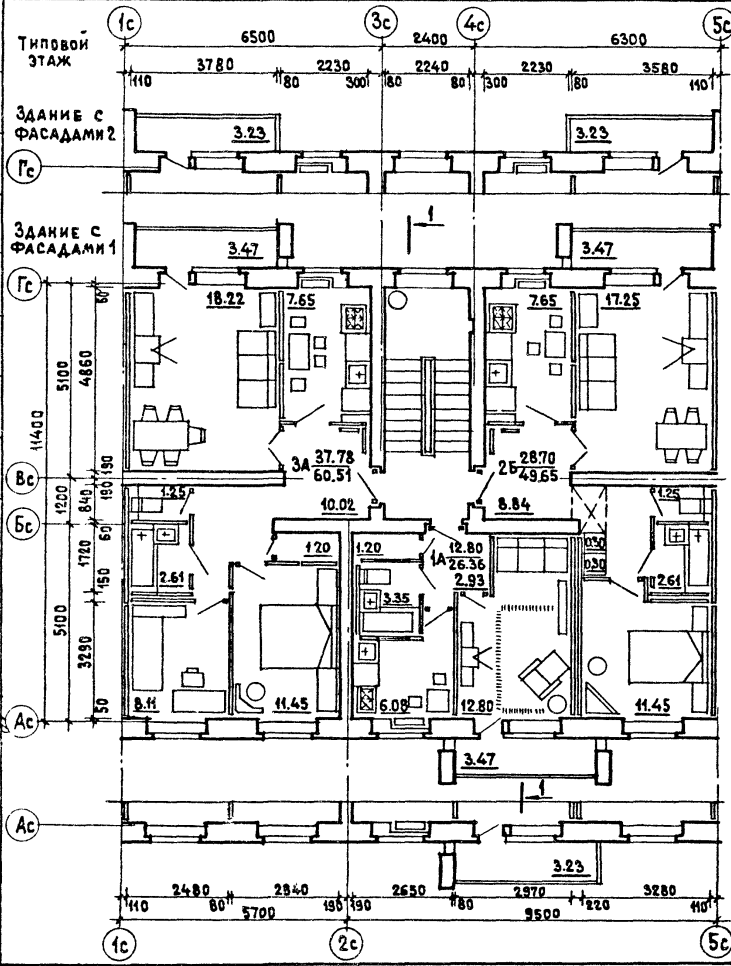 1с 3с 4с 5с
Типовой этаж
6500 2400 6300
3780 2230 2240 2230 3580
110 80 300 80 80 300 80 110
Здание с фасадами 2
3.23 3.23
Гс
Здание с фасадами 1
1
3.47 3.47
Гс
60
18.22 7.65 7.65 17.25
5100 4860
11400
190
3А 37.78 60.51
2Б 28.70 49.65
Вс
190
1200 840
1.25 10.02 8.84 1.25
Бс
60
1.20 1.20 1А 12.80 26.36
0.30
0.30
1720
2.61 2.93 2.61
150
3.35
5100 3290
50
8.11 11.45 6.08 12.80 11.45
Ас
3.47
1
Ас
3.23
2480 2840 2650 2970 3280
110 80 190 190 80 220 110
5700 9500
1с 2с 5с